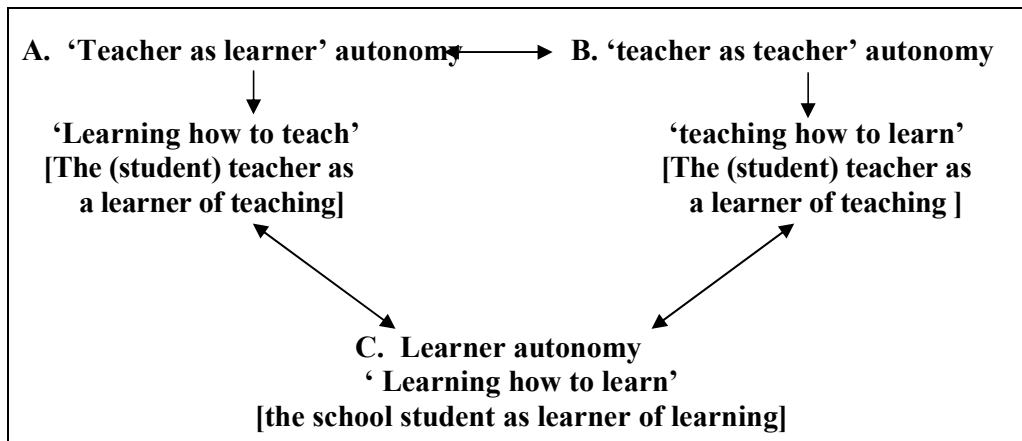 A. ‘Teacher as learner’ autonomy
B. ‘teacher as teacher’ autonomy
‘Learning how to teach’
[The (student) teacher as
a learner of teaching]
‘teaching how to learn’
[The (student) teacher as
a learner of teaching ]
C. Learner autonomy
‘ Learning how to learn’
[the school student as learner of learning]